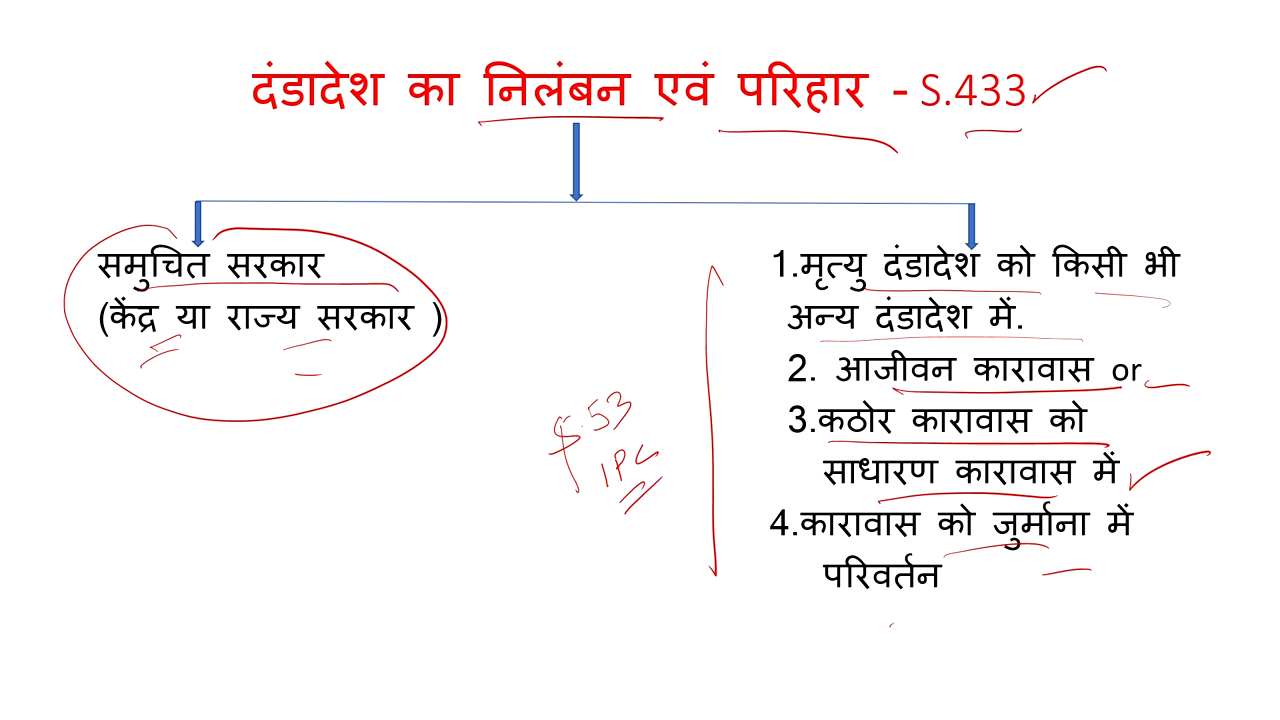 दंडादेश का निलंबन एवं परिहार - S.433
समुचित सरकार
(केंद्र या राज्य सरकार )
1.मृत्यु दंडादेश को किसी भी
अन्य दंडादेश में.
2. आजीवन कारावास or
3.कठोर कारावास को
साधारण कारावास में
4.कारावास को जुर्माना में
परिवर्तन
S.53
IPC